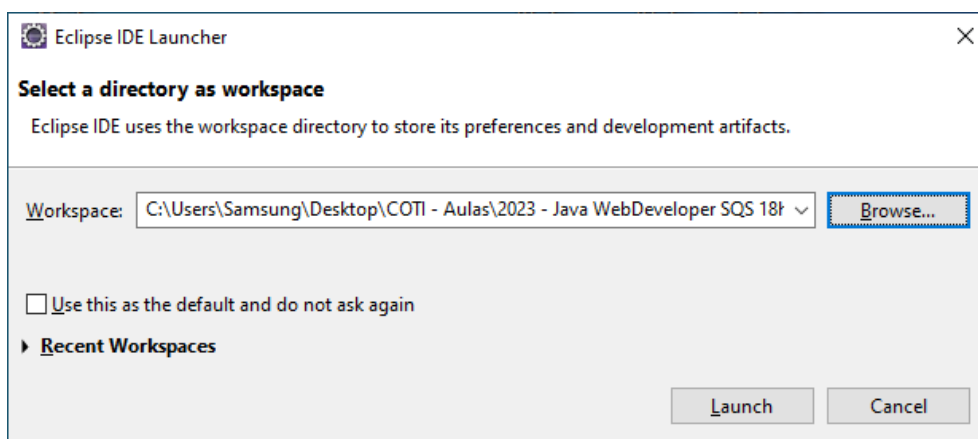 Eclipse IDE Launcher
Select a directory as workspace
Eclipse IDE uses the workspace directory to store its preferences and development artifacts.
Workspace: C:\Users\Samsung\Desktop\COTI - Aulas\2023 - Java WebDeveloper SQS 18h Browse...
Use this as the default and do not ask again
Recent Workspaces
Launch Cancel